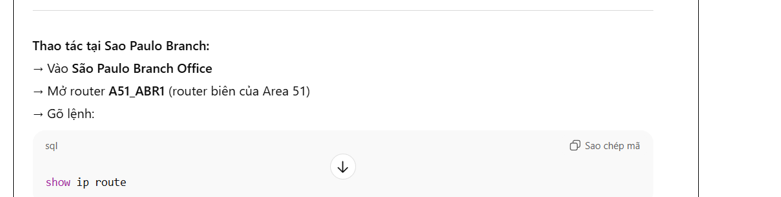 Thao tác tại Sao Paulo Branch:
→ Vào São Paulo Branch Office
→ Mở router A51_ABR1 (router biên của Area 51)
→ Gõ lệnh:
sql Sao chép mã
show ip route